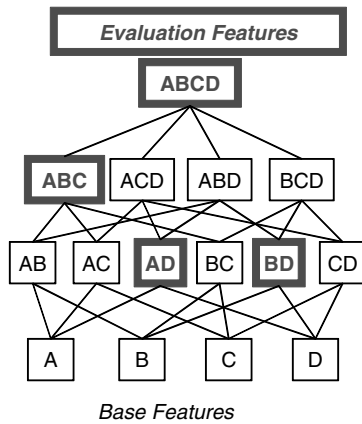 Evaluation Features
ABCD
ABC ACD ABD BCD
AB AC AD BC BD CD
A B C D
Base Features